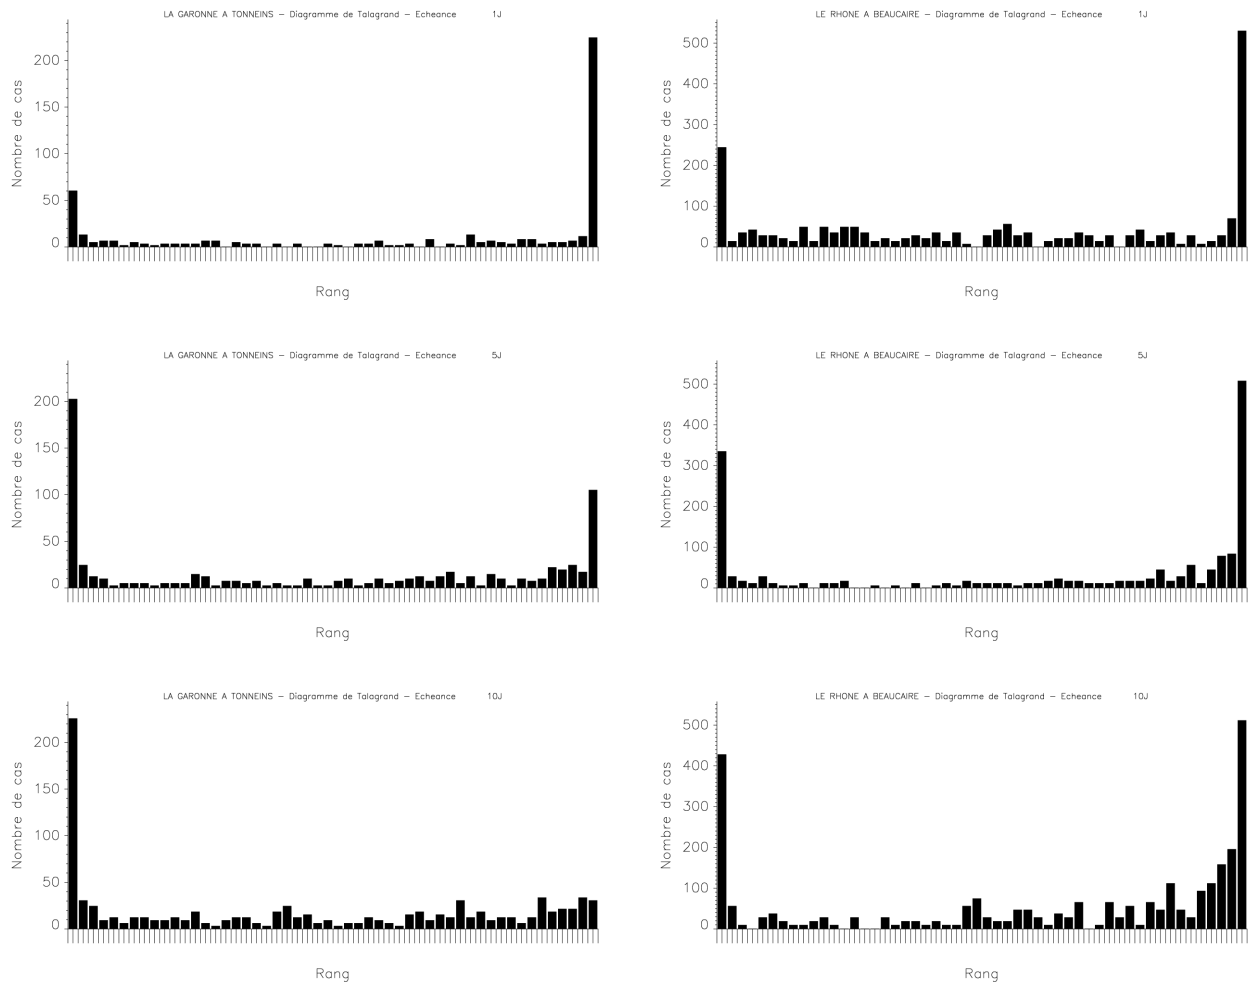 LA GARONNE A TONNEINS – Diagramme de Talagrand – Echeance 1J
Nombre de cas
200
150
100
50
0
Rang
LE RHONE A BEAUCAIRE – Diagramme de Talagrand – Echeance 1J
Nombre de cas
500
400
300
200
100
0
Rang
LA GARONNE A TONNEINS – Diagramme de Talagrand – Echeance 5J
Nombre de cas
200
150
100
50
0
Rang
LE RHONE A BEAUCAIRE – Diagramme de Talagrand – Echeance 5J
Nombre de cas
500
400
300
200
100
0
Rang
LA GARONNE A TONNEINS – Diagramme de Talagrand – Echeance 10J
Nombre de cas
200
150
100
50
0
Rang
LE RHONE A BEAUCAIRE – Diagramme de Talagrand – Echeance 10J
Nombre de cas
500
400
300
200
100
0
Rang